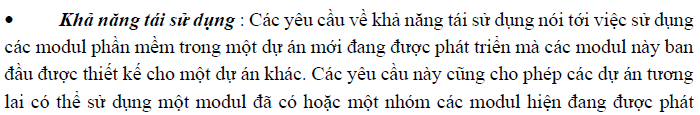 • Khả năng tái sử dụng : Các yêu cầu về khả năng tái sử dụng nói tới việc sử dụng
các modul phần mềm trong một dự án mới đang được phát triển mà các modul này ban
đầu được thiết kế cho một dự án khác. Các yêu cầu này cũng cho phép các dự án tương
lai có thể sử dụng một modul đã có hoặc một nhóm các modul hiện đang được phát